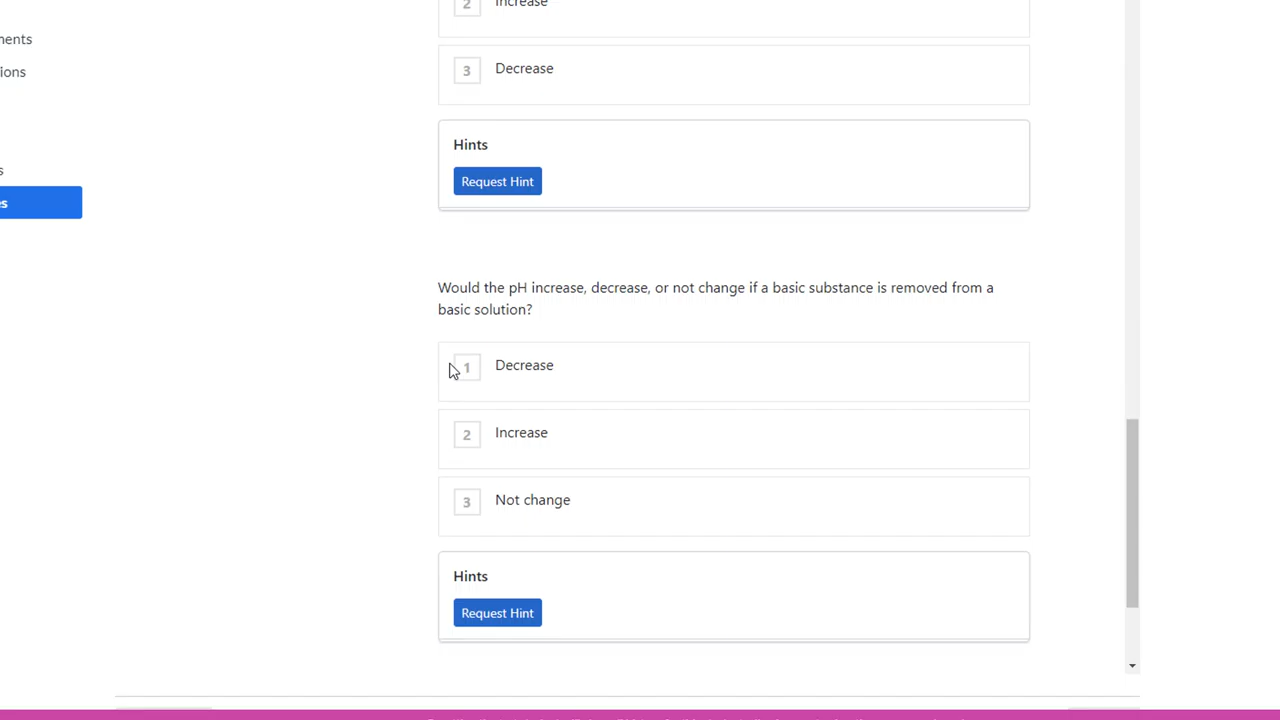 2 Increase
ments
ions
3 Decrease
Hints
Request Hint
s
es
Would the pH increase, decrease, or not change if a basic substance is removed from a
basic solution?
1 Decrease
2 Increase
3 Not change
Hints
Request Hint